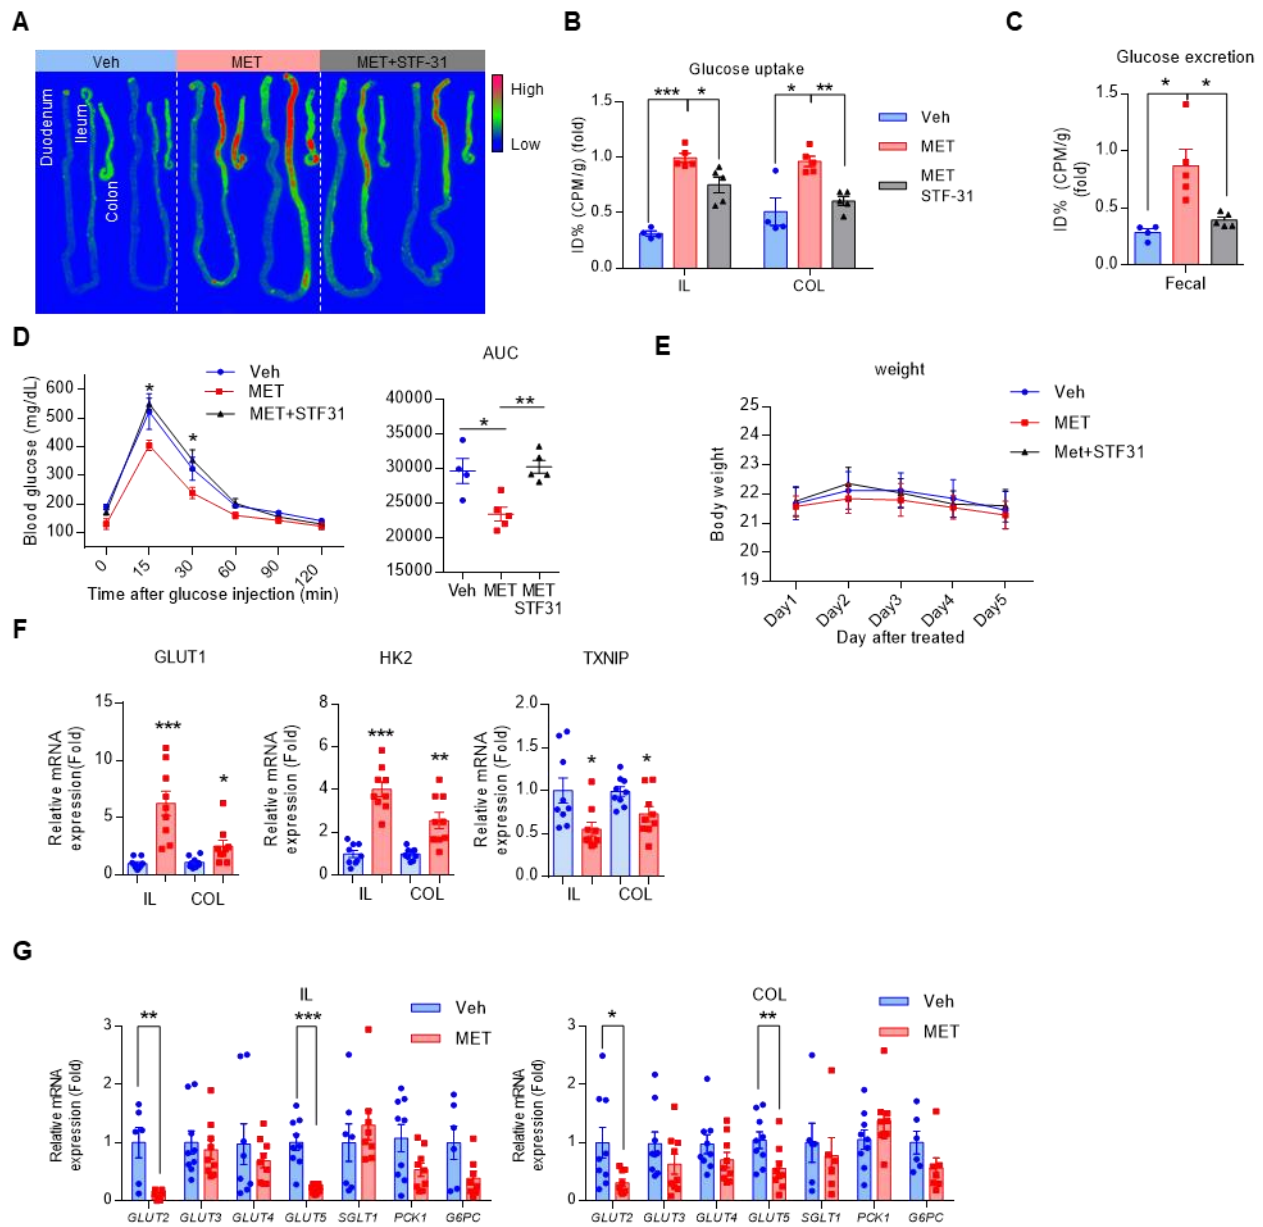 A
Veh
MET
MET+STF-31
Duodenum
Ileum
Colon
High
Low
B
Glucose uptake
ID% (CPM/g) (fold)
1.5
1.0
0.5
0.0
***
*
*
**
IL
COL
Veh
MET
MET
STF-31
C
Glucose excretion
ID% (CPM/g)
(fold)
1.5
1.0
0.5
0.0
*
*
Fecal
D
Blood glucose (mg/dL)
600
500
400
300
200
100
*
*
Veh
MET
MET+STF31
0
15
30
60
90
120
Time after glucose injection (min)
AUC
40000
35000
30000
25000
20000
15000
*
**
Veh
MET
MET
STF31
E
weight
Body weight
25
24
23
22
21
20
19
Veh
MET
Met+STF31
Day1
Day2
Day3
Day4
Day5
Day after treated
F
GLUT1
Relative mRNA
expression(Fold)
15
10
5
0
***
*
IL
COL
HK2
Relative mRNA
expression (Fold)
8
6
4
2
0
***
**
IL
COL
TXNIP
Relative mRNA
expression (Fold)
2.0
1.5
1.0
0.5
0.0
*
*
IL
COL
G
IL
Relative mRNA
expression (Fold)
3
2
1
0
**
***
Veh
MET
GLUT2
GLUT3
GLUT4
GLUT5
SGLT1
PCK1
G6PC
COL
Relative mRNA
expression (Fold)
3
2
1
0
*
**
Veh
MET
GLUT2
GLUT3
GLUT4
GLUT5
SGLT1
PCK1
G6PC